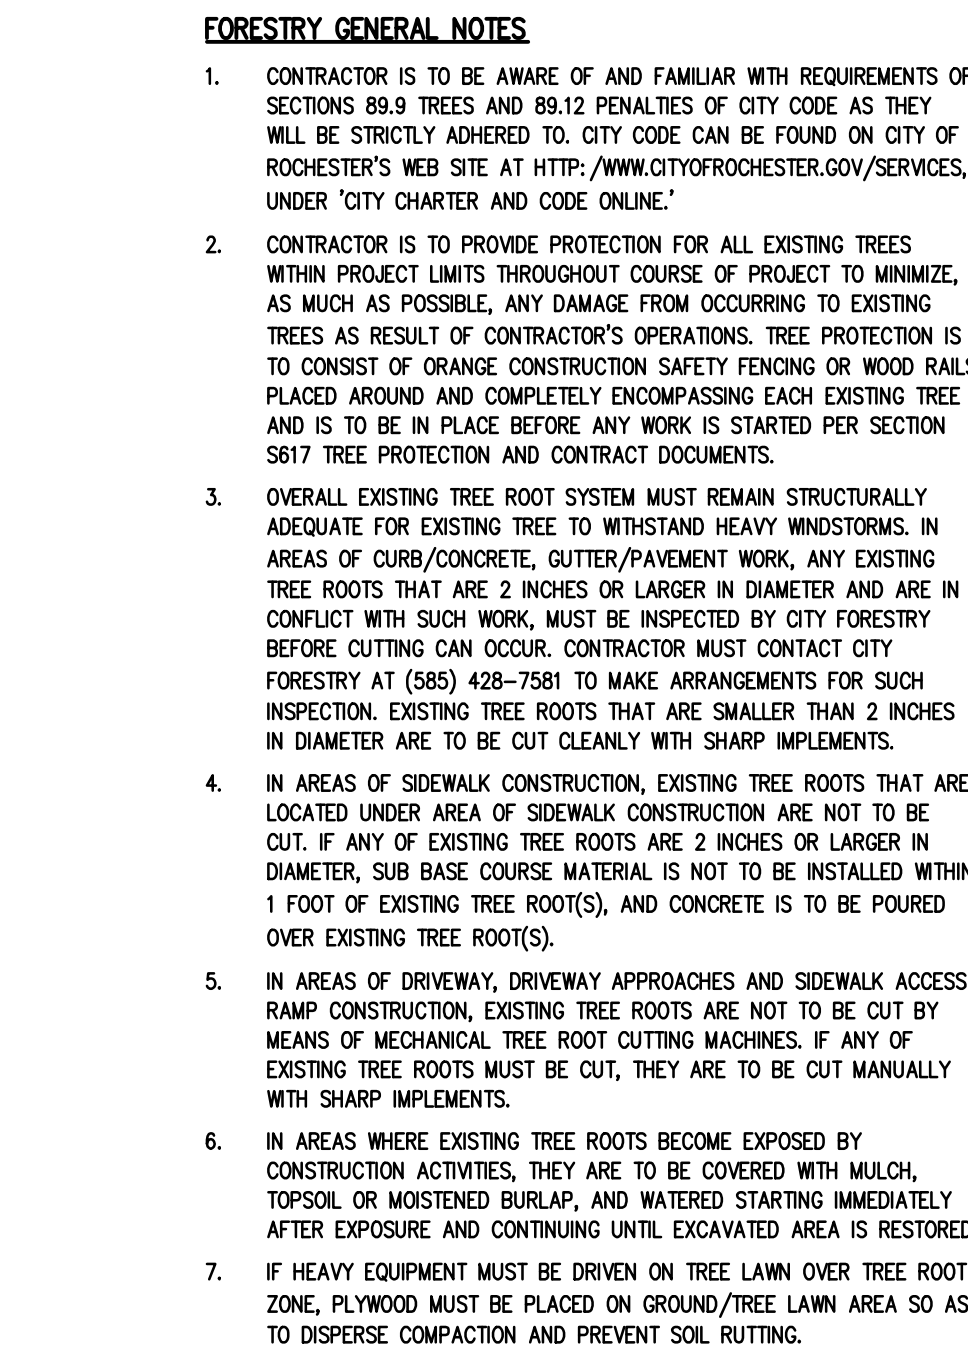 FORESTRY GENERAL NOTES
1. CONTRACTOR IS TO BE AWARE OF AND FAMILIAR WITH REQUIREMENTS OF
SECTIONS 89.9 TREES AND 89.12 PENALTIES OF CITY CODE AS THEY
WILL BE STRICTLY ADHERED TO. CITY CODE CAN BE FOUND ON CITY OF
ROCHESTER'S WEB SITE AT HTTP:/WWW.CITYOFROCHESTER.GOV/SERVICES,
UNDER 'CITY CHARTER AND CODE ONLINE.'
2. CONTRACTOR IS TO PROVIDE PROTECTION FOR ALL EXISTING TREES
WITHIN PROJECT LIMITS THROUGHOUT COURSE OF PROJECT TO MINIMIZE,
AS MUCH AS POSSIBLE, ANY DAMAGE FROM OCCURRING TO EXISTING
TREES AS RESULT OF CONTRACTOR'S OPERATIONS. TREE PROTECTION IS
TO CONSIST OF ORANGE CONSTRUCTION SAFETY FENCING OR WOOD RAILS
PLACED AROUND AND COMPLETELY ENCOMPASSING EACH EXISTING TREE
AND IS TO BE IN PLACE BEFORE ANY WORK IS STARTED PER SECTION
S617 TREE PROTECTION AND CONTRACT DOCUMENTS.
3. OVERALL EXISTING TREE ROOT SYSTEM MUST REMAIN STRUCTURALLY
ADEQUATE FOR EXISTING TREE TO WITHSTAND HEAVY WINDSTORMS. IN
AREAS OF CURB/CONCRETE, GUTTER/PAVEMENT WORK, ANY EXISTING
TREE ROOTS THAT ARE 2 INCHES OR LARGER IN DIAMETER AND ARE IN
CONFLICT WITH SUCH WORK, MUST BE INSPECTED BY CITY FORESTRY
BEFORE CUTTING CAN OCCUR. CONTRACTOR MUST CONTACT CITY
FORESTRY AT (585) 428-7581 TO MAKE ARRANGEMENTS FOR SUCH
INSPECTION. EXISTING TREE ROOTS THAT ARE SMALLER THAN 2 INCHES
IN DIAMETER ARE TO BE CUT CLEANLY WITH SHARP IMPLEMENTS.
4. IN AREAS OF SIDEWALK CONSTRUCTION, EXISTING TREE ROOTS THAT ARE
LOCATED UNDER AREA OF SIDEWALK CONSTRUCTION ARE NOT TO BE
CUT. IF ANY OF EXISTING TREE ROOTS ARE 2 INCHES OR LARGER IN
DIAMETER, SUB BASE COURSE MATERIAL IS NOT TO BE INSTALLED WITHIN
1 FOOT OF EXISTING TREE ROOT(S), AND CONCRETE IS TO BE POURED
OVER EXISTING TREE ROOT(S).
5. IN AREAS OF DRIVEWAY, DRIVEWAY APPROACHES AND SIDEWALK ACCESS
RAMP CONSTRUCTION, EXISTING TREE ROOTS ARE NOT TO BE CUT BY
MEANS OF MECHANICAL TREE ROOT CUTTING MACHINES. IF ANY OF
EXISTING TREE ROOTS MUST BE CUT, THEY ARE TO BE CUT MANUALLY
WITH SHARP IMPLEMENTS.
6. IN AREAS WHERE EXISTING TREE ROOTS BECOME EXPOSED BY
CONSTRUCTION ACTIVITIES, THEY ARE TO BE COVERED WITH MULCH,
TOPSOIL OR MOISTENED BURLAP, AND WATERED STARTING IMMEDIATELY
AFTER EXPOSURE AND CONTINUING UNTIL EXCAVATED AREA IS RESTORED
7. IF HEAVY EQUIPMENT MUST BE DRIVEN ON TREE LAWN OVER TREE ROOT
ZONE, PLYWOOD MUST BE PLACED ON GROUND/TREE LAWN AREA SO AS
TO DISPERSE COMPACTION AND PREVENT SOIL RUTTING.